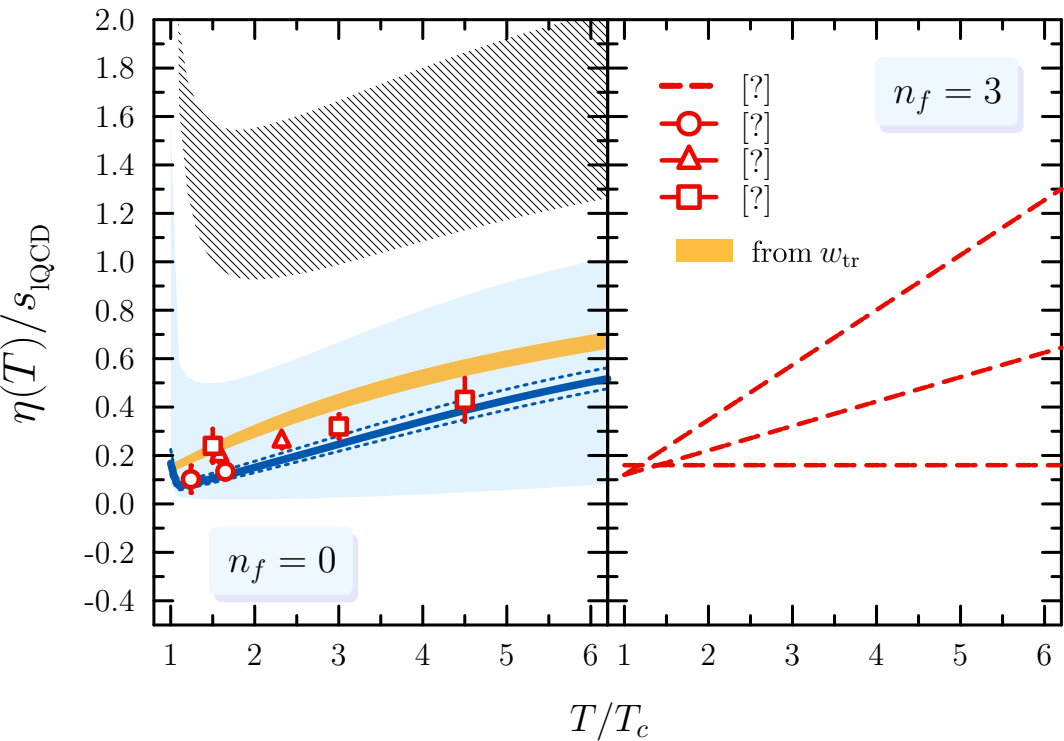 η(T)/s_lQCD
2.0
1.8
1.6
1.4
1.2
1.0
0.8
0.6
0.4
0.2
0.0
-0.2
-0.4
n_f = 0
1 2 3 4 5 6
[?]
[?]
[?]
[?]
from w_tr
n_f = 3
1 2 3 4 5 6
T/T_c